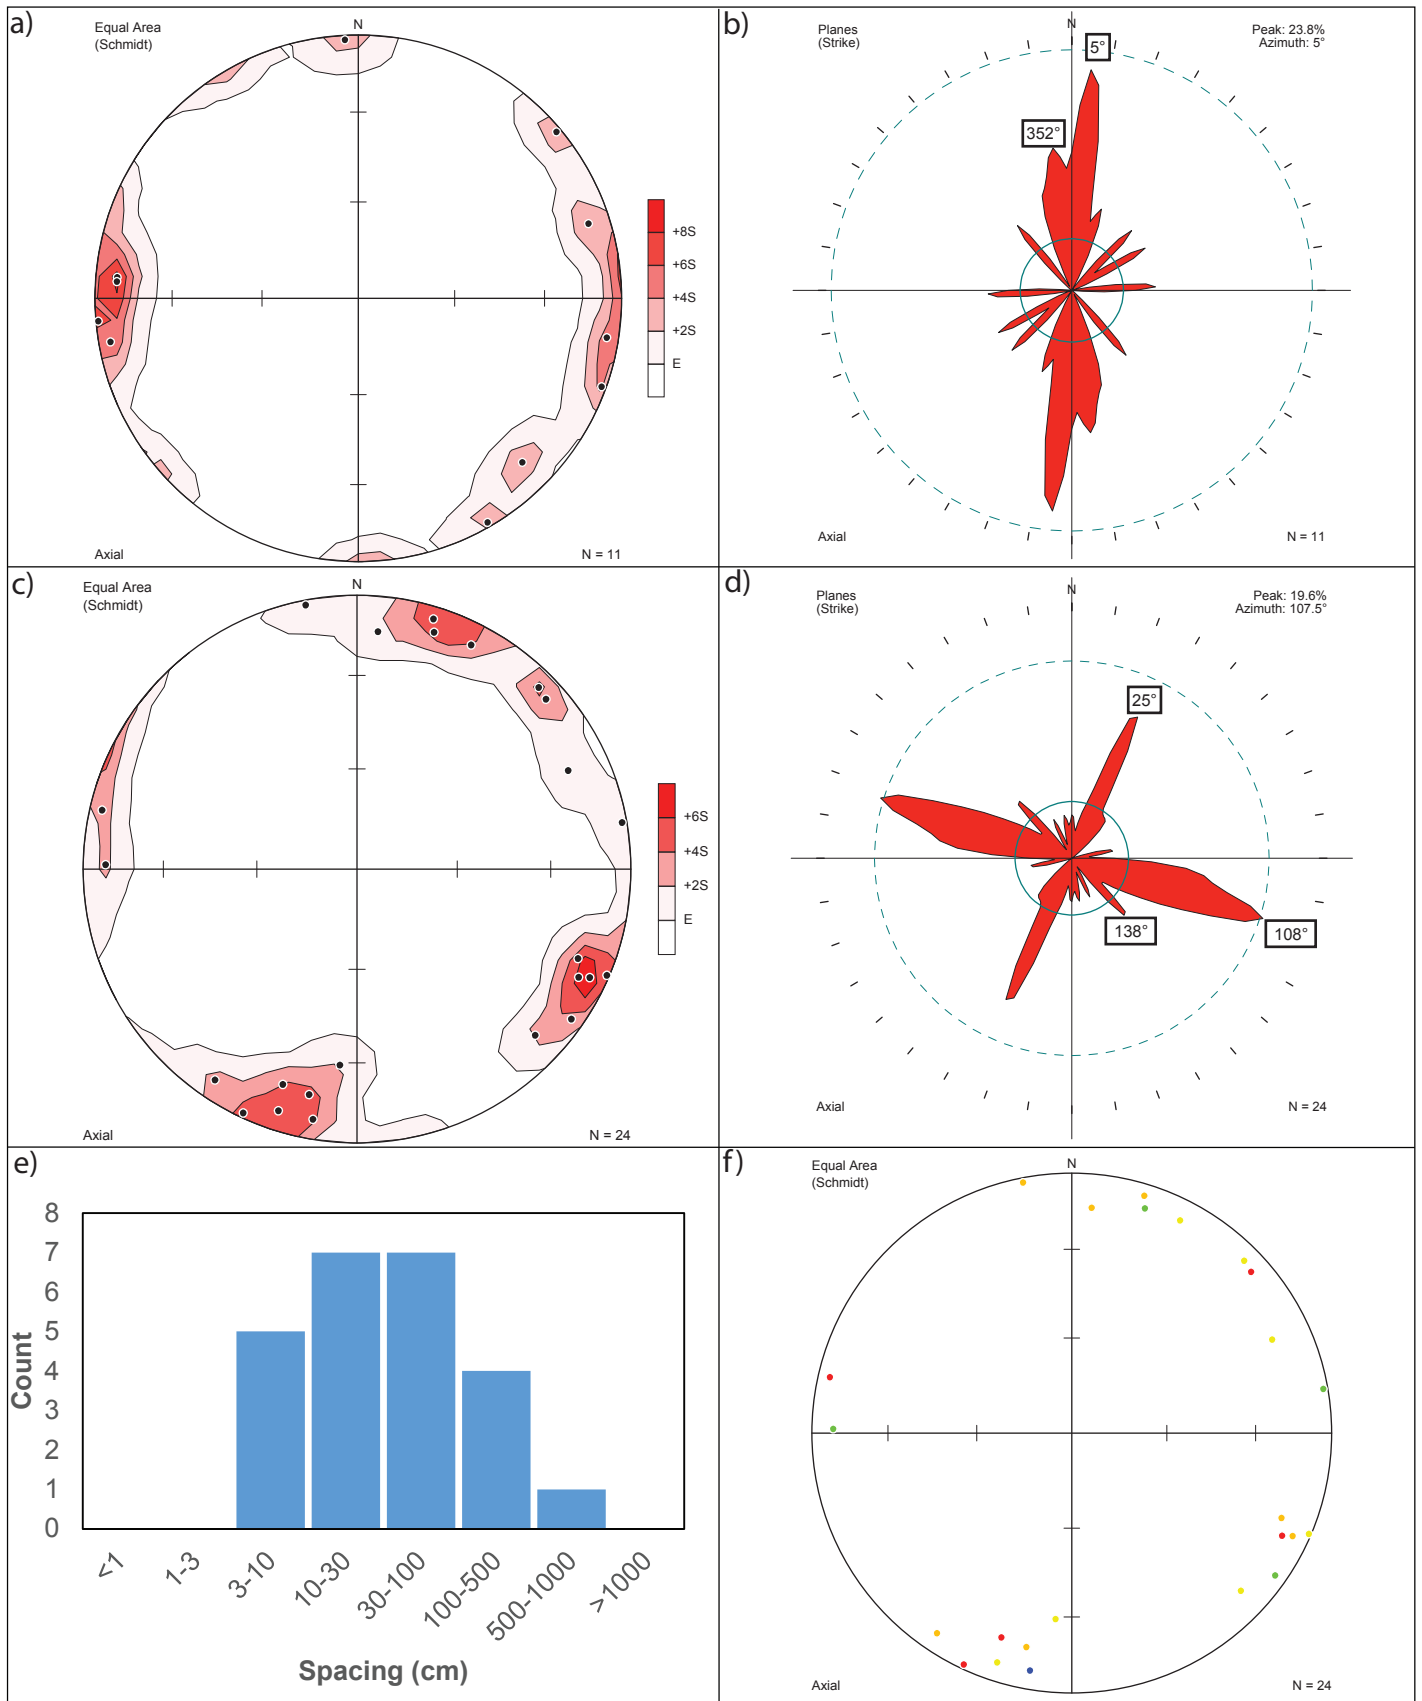 a)
Equal Area
(Schmidt)
N
+8S
+6S
+4S
+2S
E
Axial
N = 11
b)
Planes
(Strike)
N
Peak: 23.8%
Azimuth: 5°
5°
352°
Axial
N = 11
c)
Equal Area
(Schmidt)
N
+6S
+4S
+2S
E
Axial
N = 24
d)
Planes
(Strike)
N
Peak: 19.6%
Azimuth: 107.5°
25°
138°
108°
Axial
N = 24
e)
8
7
6
5
4
3
2
1
0
Count
<1
1-3
3-10
10-30
30-100
100-500
500-1000
>1000
Spacing (cm)
f)
Equal Area
(Schmidt)
N
Axial
N = 24